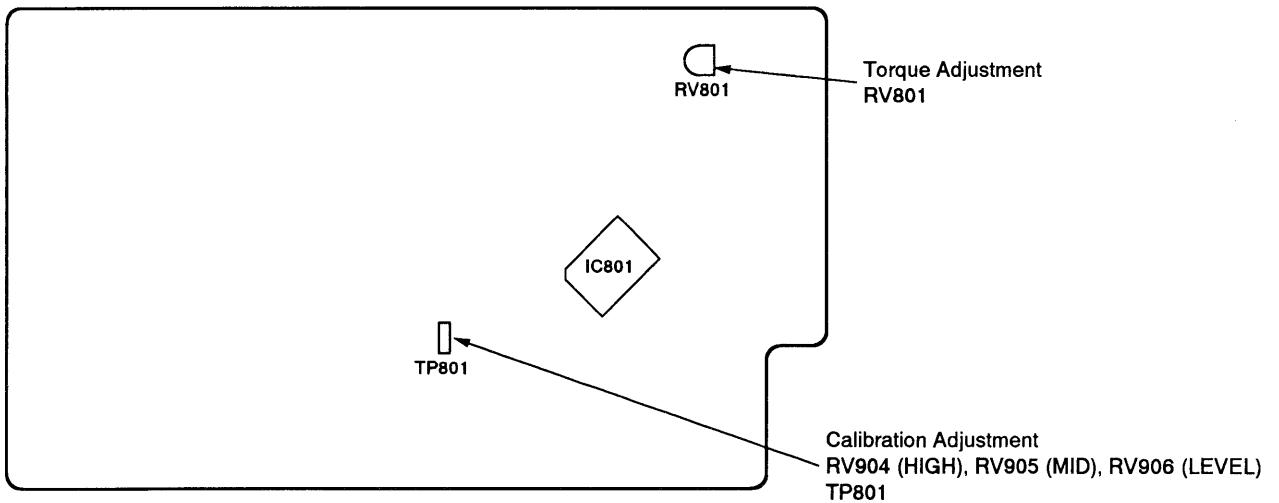 RV801
Torque Adjustment
RV801
IC801
TP801
Calibration Adjustment
RV904 (HIGH), RV905 (MID), RV906 (LEVEL)
TP801